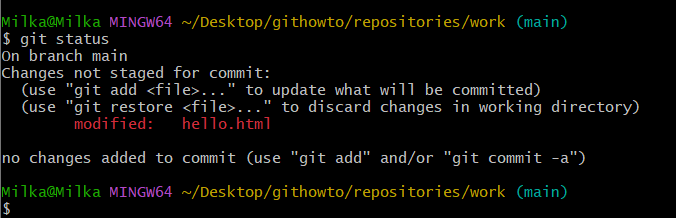 Milka@Milka MINGW64 ~/Desktop/githowto/repositories/work (main)
$ git status
On branch main
Changes not staged for commit:
  (use "git add <file>..." to update what will be committed)
  (use "git restore <file>..." to discard changes in working directory)
        modified:   hello.html

no changes added to commit (use "git add" and/or "git commit -a")

Milka@Milka MINGW64 ~/Desktop/githowto/repositories/work (main)
$